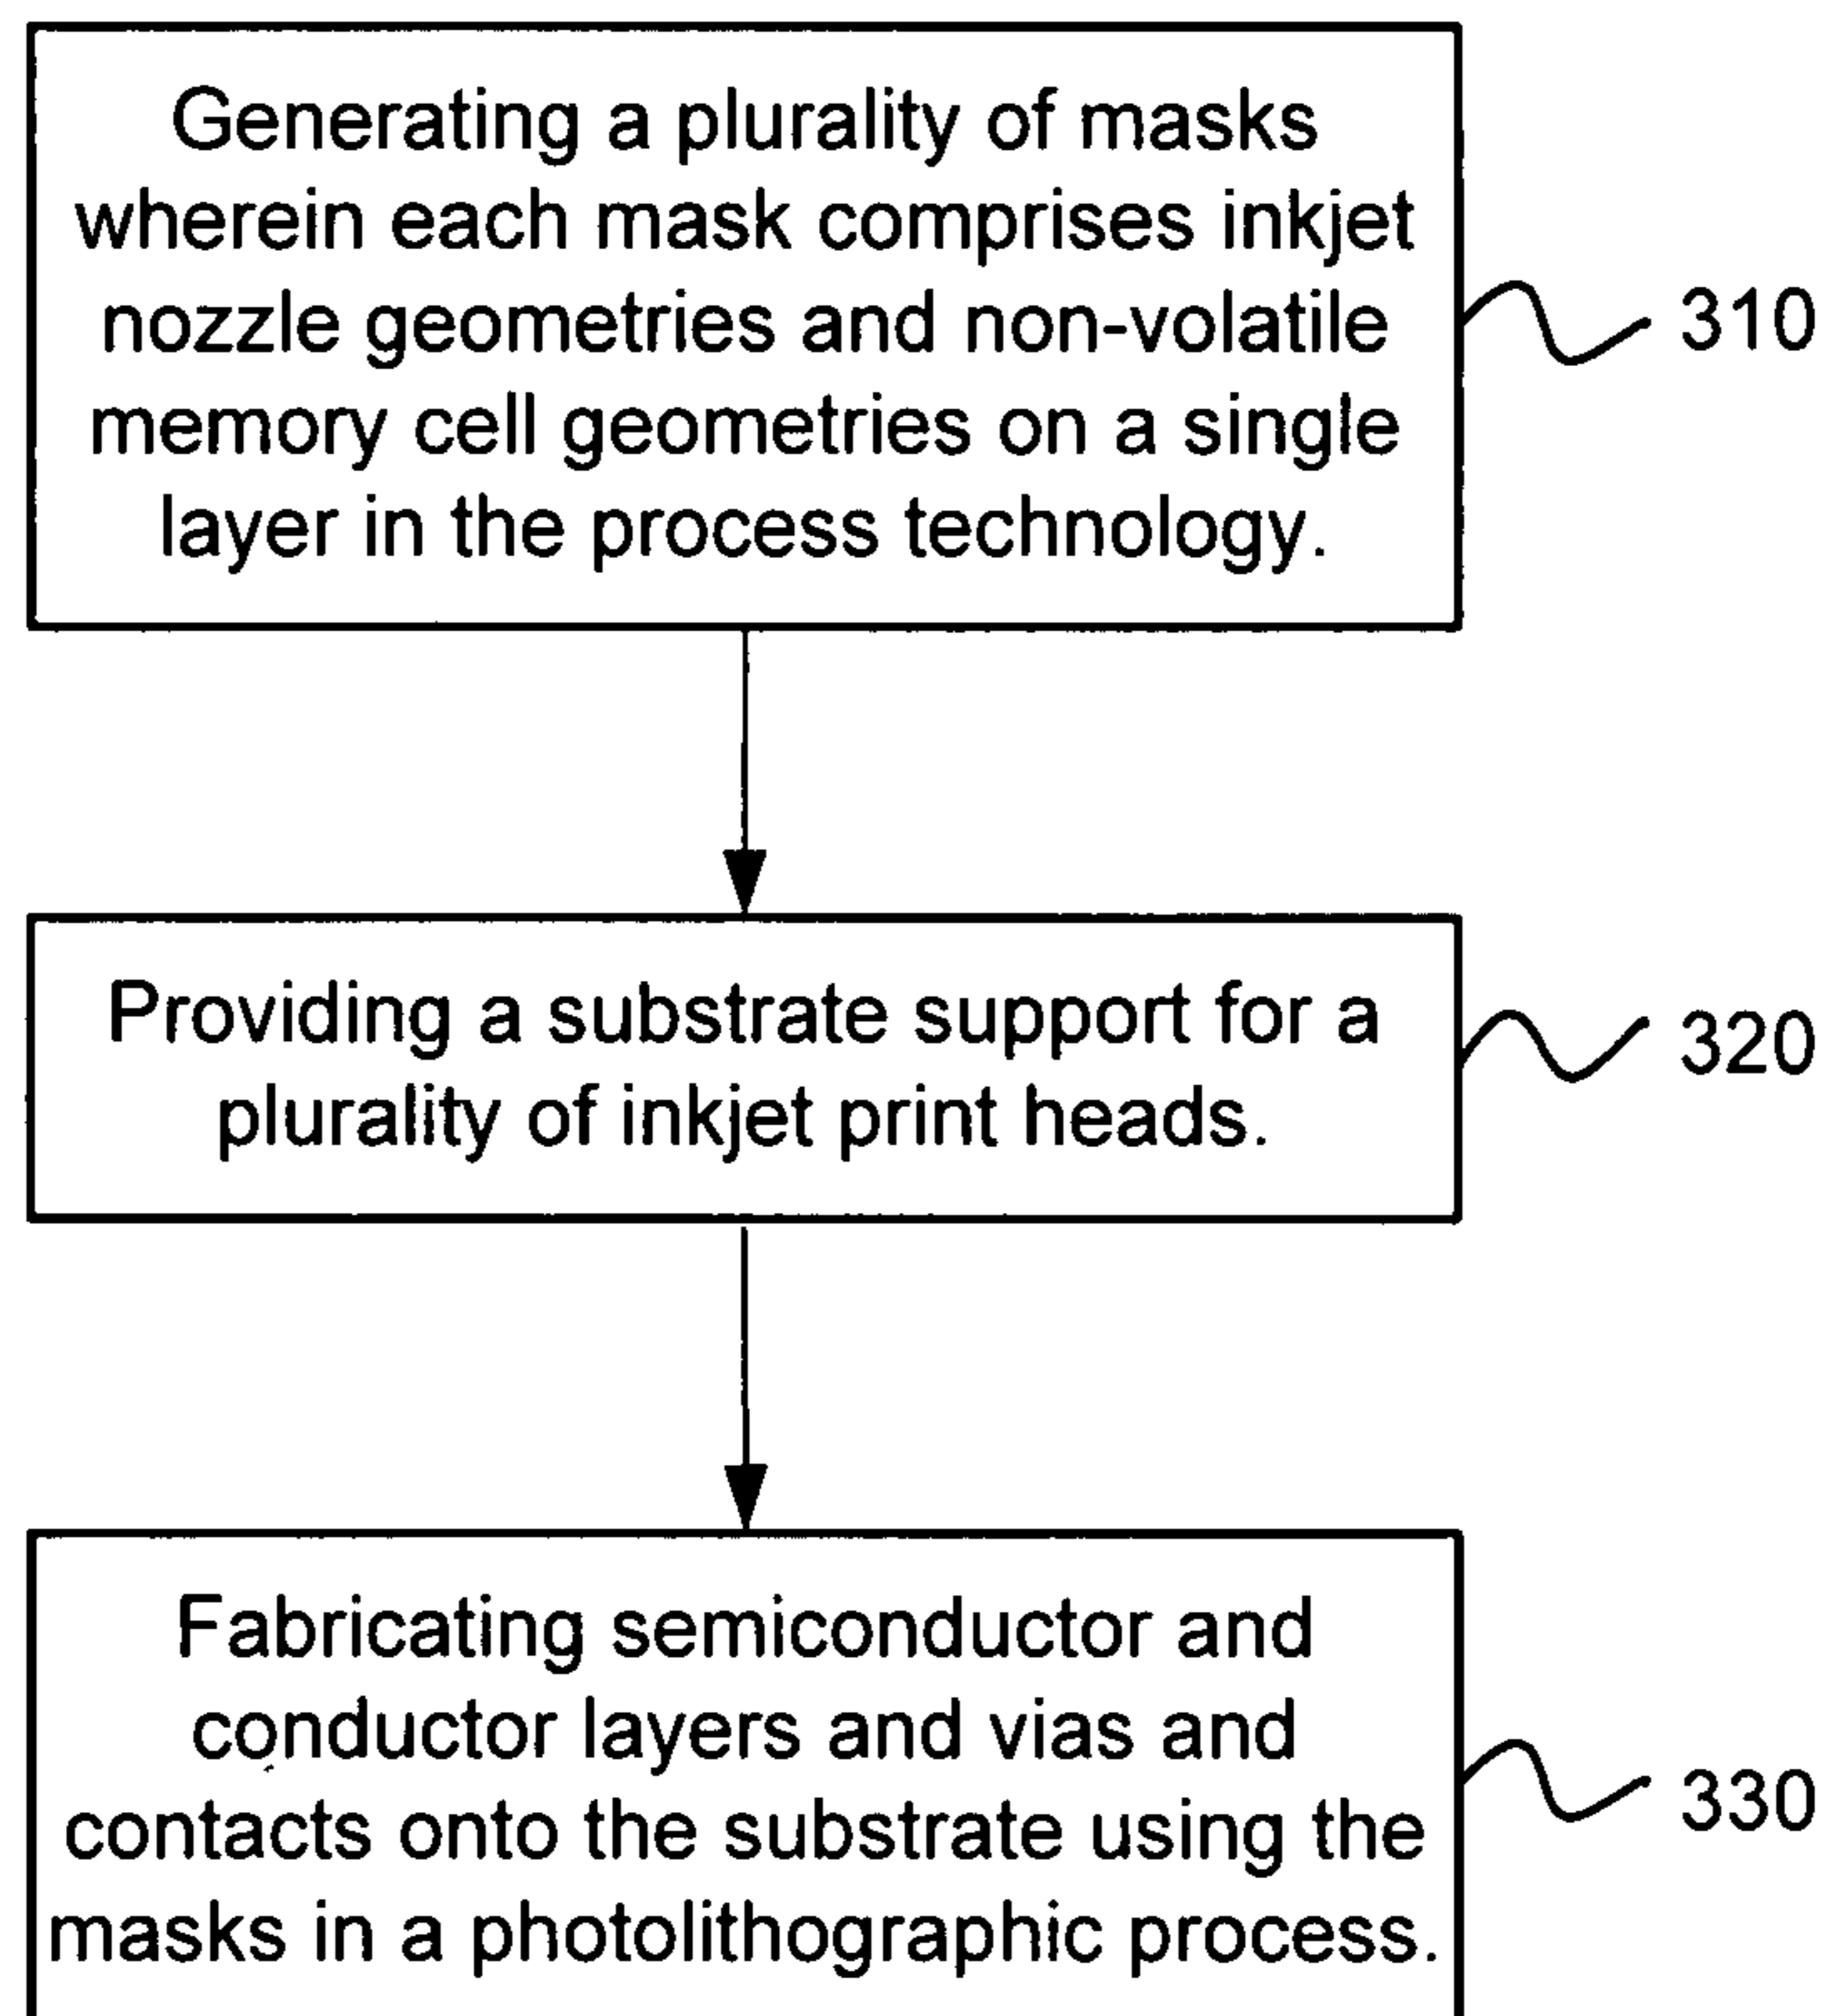 Generating a plurality of masks
wherein each mask comprises inkjet
nozzle geometries and non-volatile
memory cell geometries on a single
layer in the process technology.
310
Providing a substrate support for a
plurality of inkjet print heads.
320
Fabricating semiconductor and
conductor layers and vias and
contacts onto the substrate using the
masks in a photolithographic process.
330